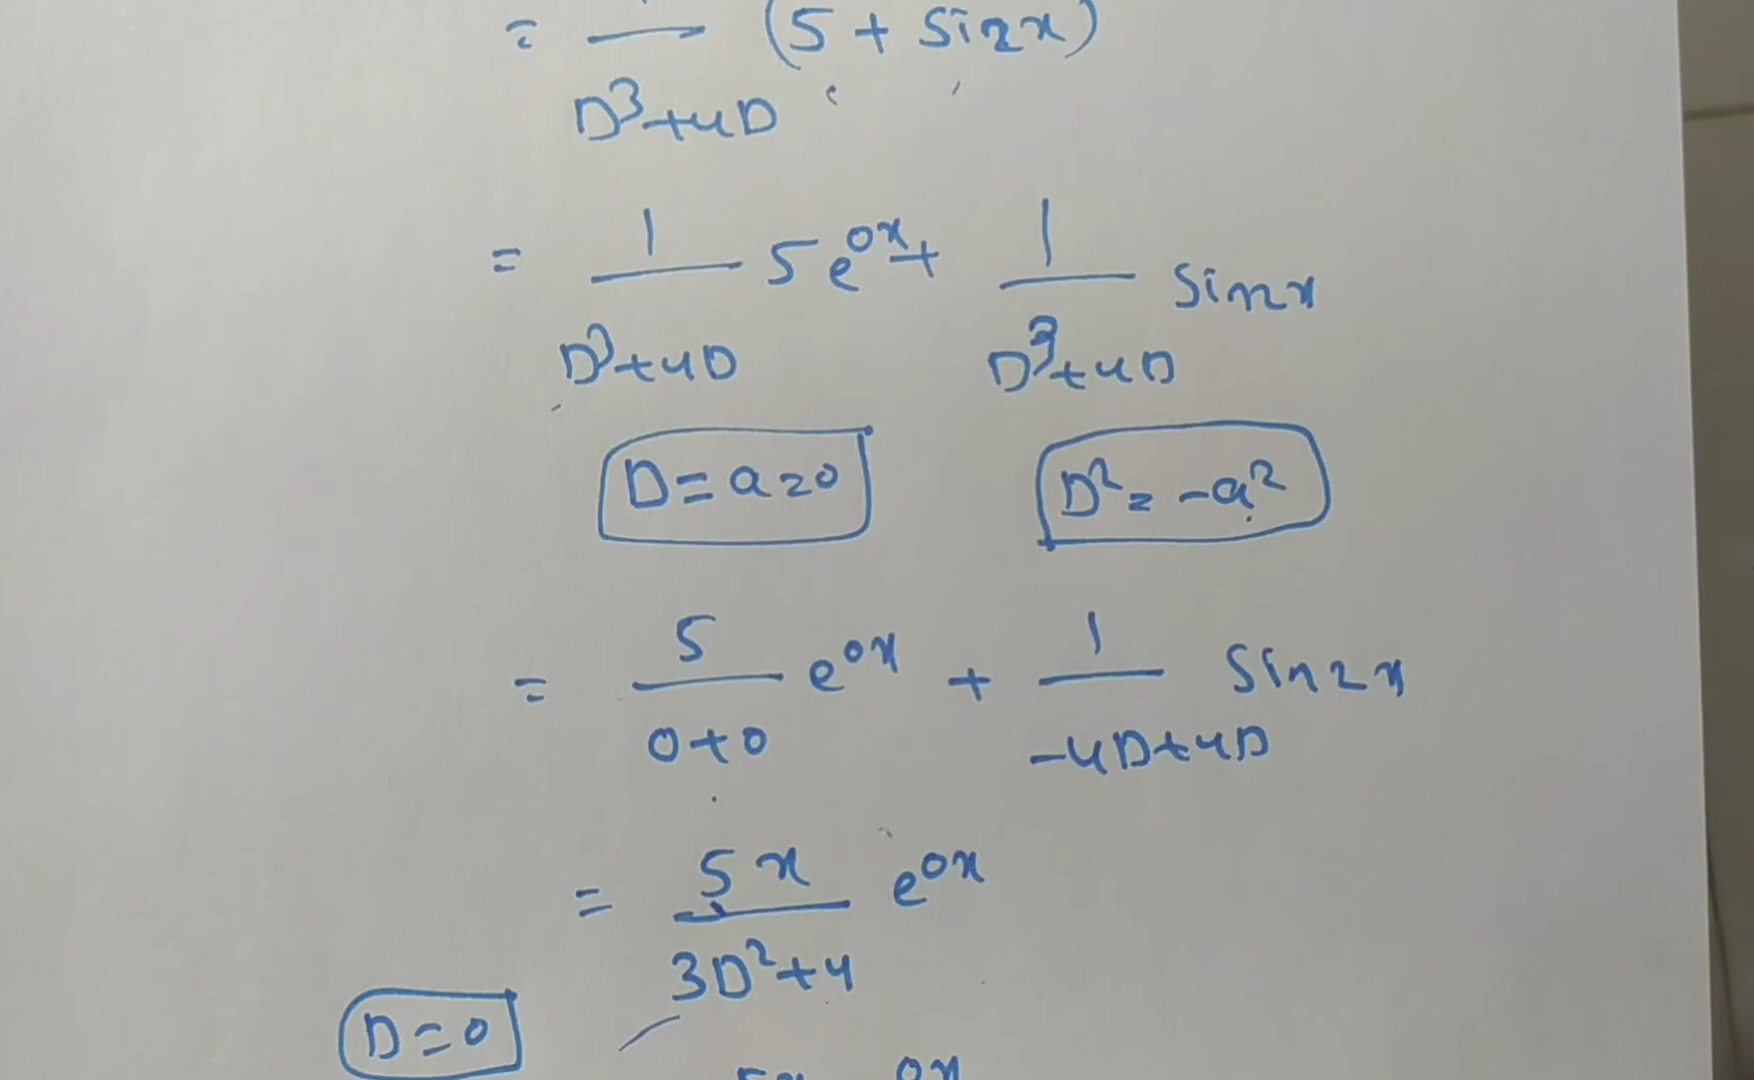 = 1/(D³+4D) (5 + sin2x)
= 1/(D³+4D) 5e^0x + 1/(D³+4D) sin2x
D=a=0 D²=-a²
= 5/(0+0) e^0x + 1/(-4D+4D) sin2x
= 5x/(3D²+4) e^0x
D=0